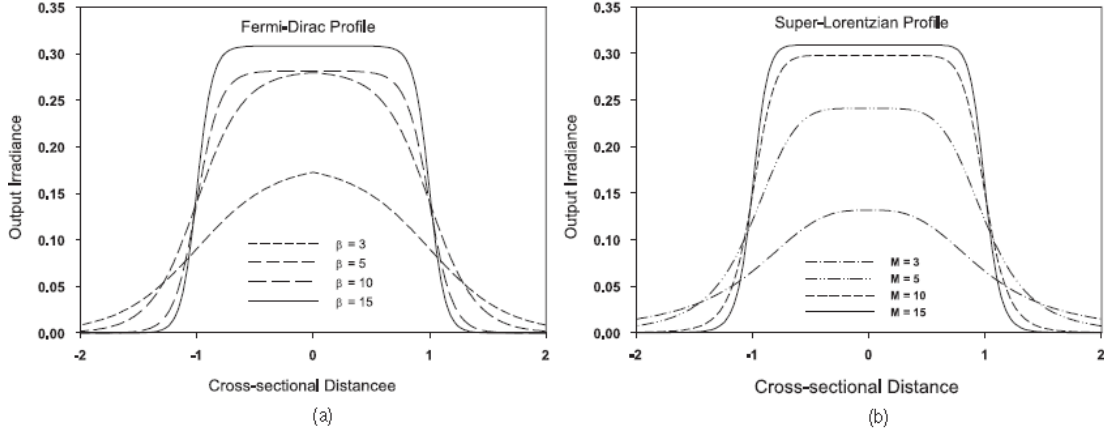 Fermi-Dirac Profile
0.35
0.30
0.25
0.20
0.15
0.10
0.05
0.00
Output Irradiance
β = 3
β = 5
β = 10
β = 15
-2
-1
0
1
2
Cross-sectional Distancee
(a)
Super-Lorentzian Profile
0.35
0.30
0.25
0.20
0.15
0.10
0.05
0.00
Output Irradiance
M = 3
M = 5
M = 10
M = 15
-2
-1
0
1
2
Cross-sectional Distance
(b)